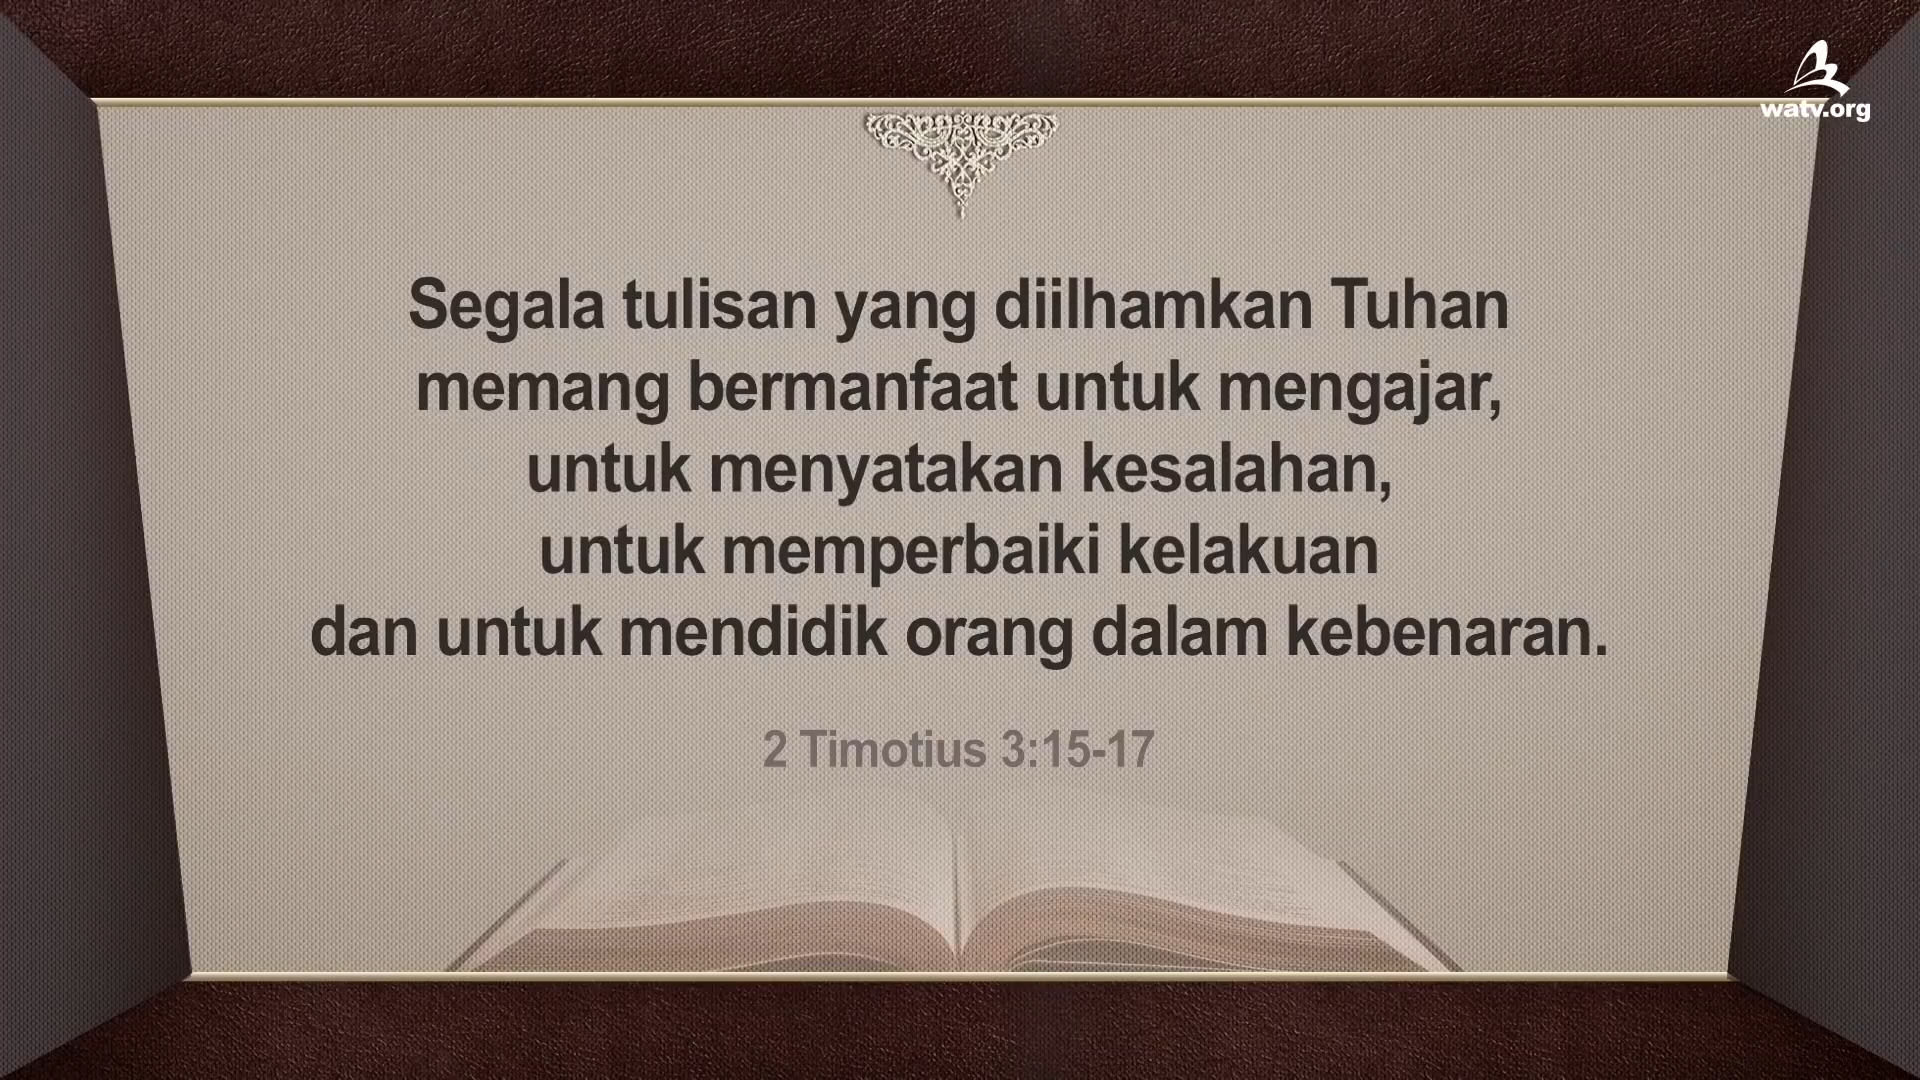 watv.org
Segala tulisan yang diilhamkan Tuhan
memang bermanfaat untuk mengajar,
untuk menyatakan kesalahan,
untuk memperbaiki kelakuan
dan untuk mendidik orang dalam kebenaran.
2 Timotius 3:15-17